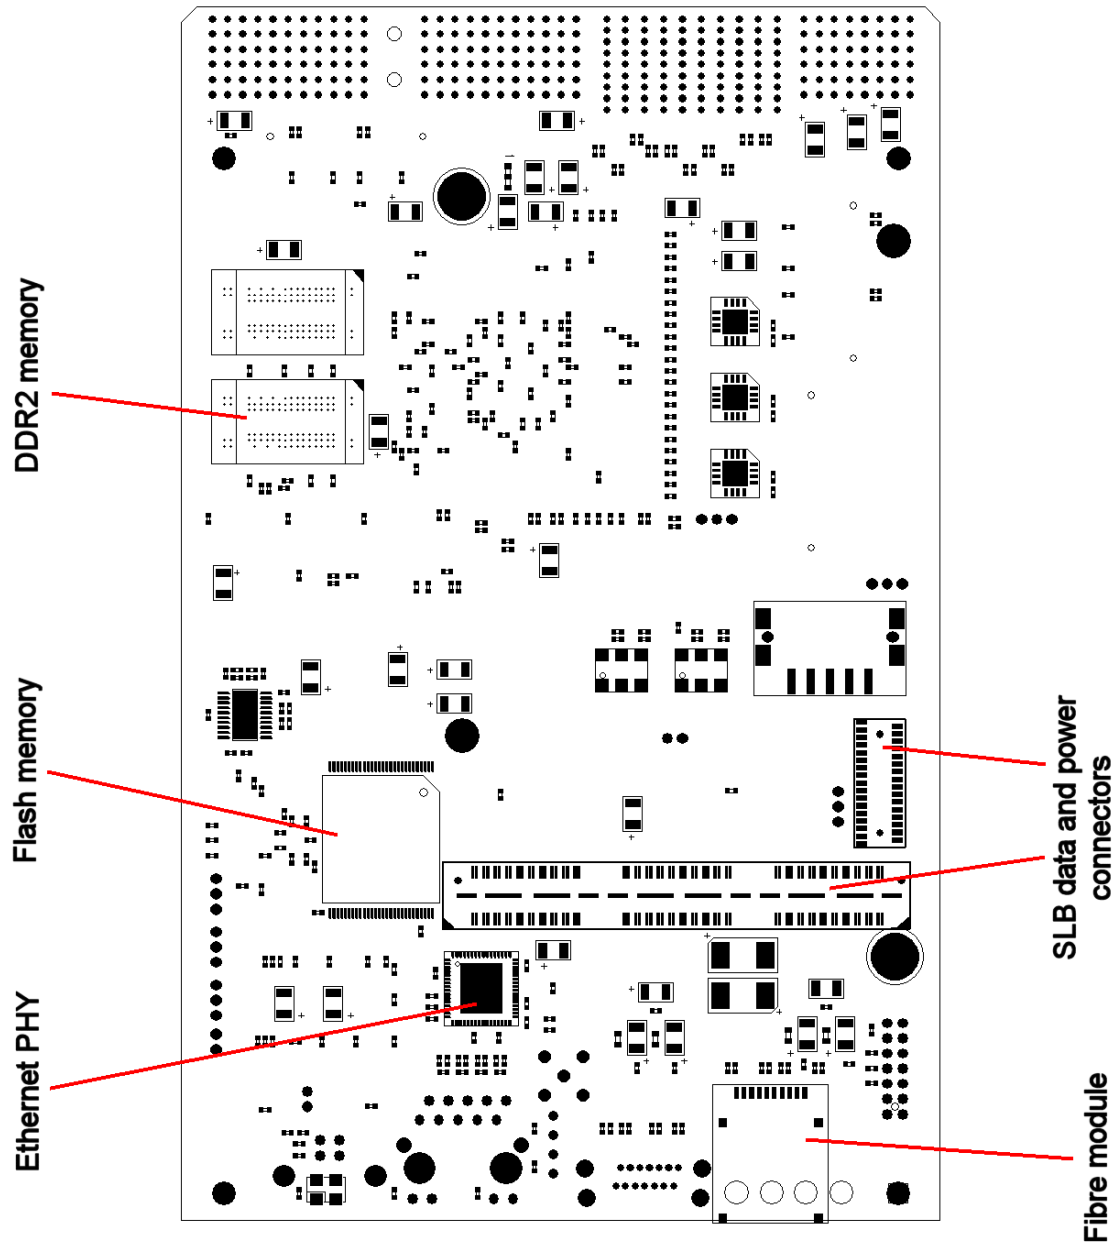 DDR2 memory
Flash memory
Ethernet PHY
SLB data and power
connectors
Fibre module